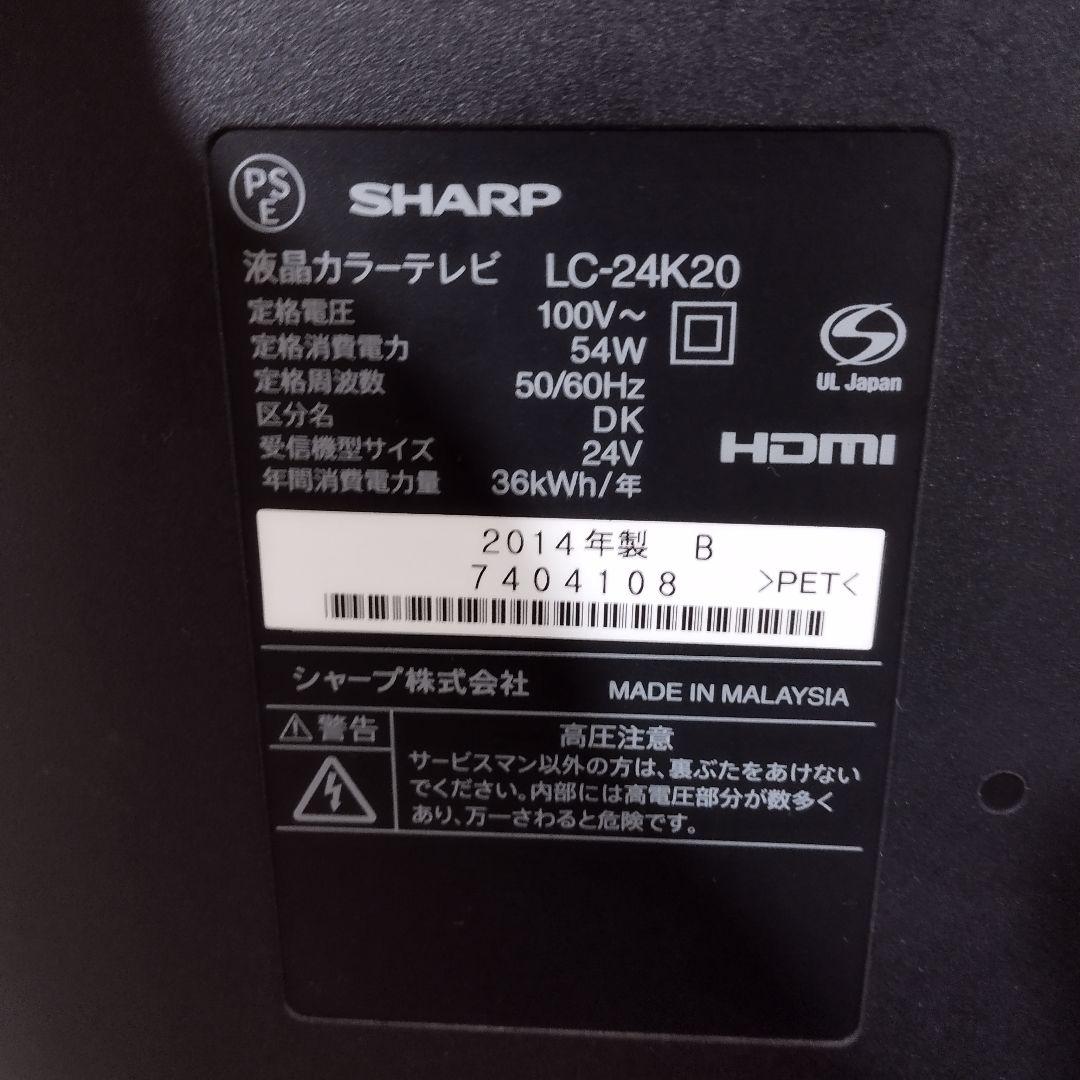 PSE SHARP
液晶カラーテレビ LC-24K20
定格電圧 100V～
定格消費電力 54W
定格周波数 50/60Hz
区分名 DK
受信機型サイズ 24V
年間消費電力量 36kWh/年
UL Japan
HDMI
2014年製 B
7404108 >PET<
シャープ株式会社 MADE IN MALAYSIA
警告
高圧注意
サービスマン以外の方は、裏ぶたをあけない
でください。内部には高電圧部分が数多く
あり、万一さわると危険です。